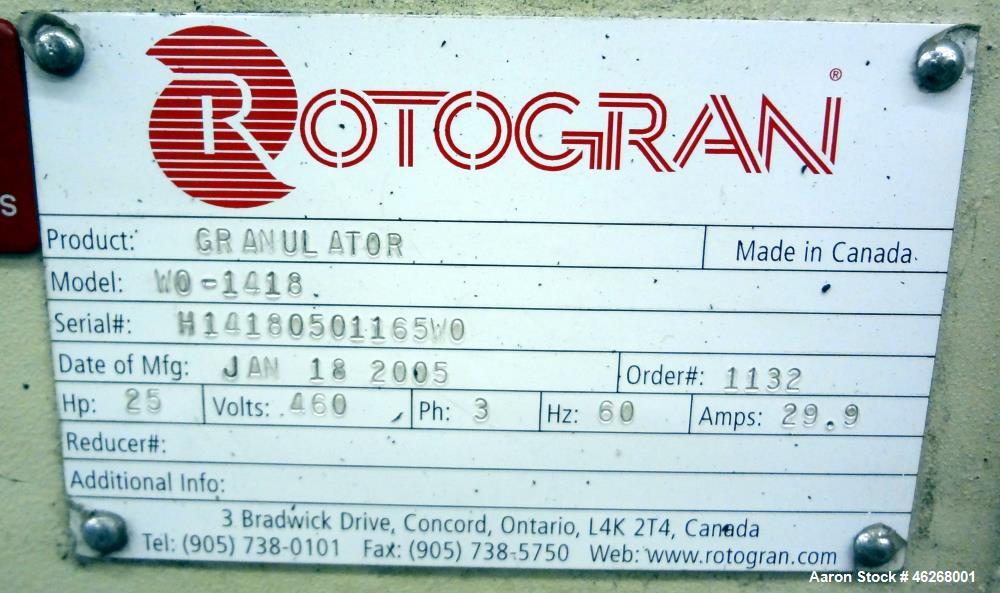 ROTOGRAN®
S
Product: GRANULATOR Made in Canada
Model: WO-1418
Serial#: H14180501165WO
Date of Mfg: JAN 18 2005 Order#: 1132
Hp: 25 Volts: 460 Ph: 3 Hz: 60 Amps: 29.9
Reducer#:
Additional Info:
3 Bradwick Drive, Concord, Ontario, L4K 2T4, Canada
Tel: (905) 738-0101 Fax: (905) 738-5750 Web: www.rotogran.com
Aaron Stock # 46268001